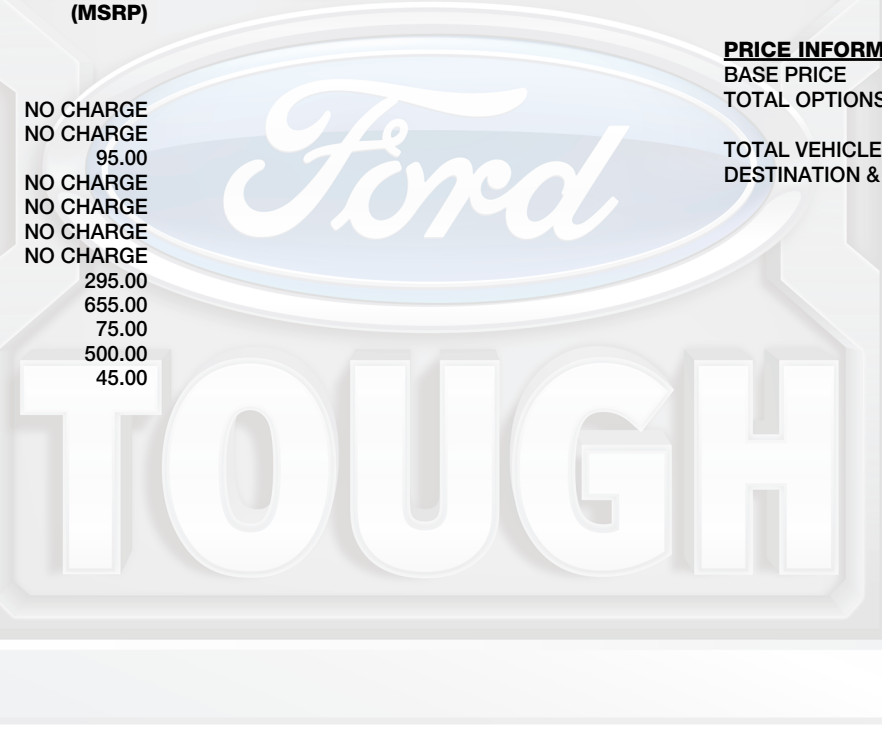 (MSRP)
NO CHARGE
NO CHARGE
95.00
NO CHARGE
NO CHARGE
NO CHARGE
NO CHARGE
295.00
655.00
75.00
500.00
45.00
PRICE INFORM
BASE PRICE
TOTAL OPTIONS
TOTAL VEHICLE
DESTINATION &
Ford
TOUGH